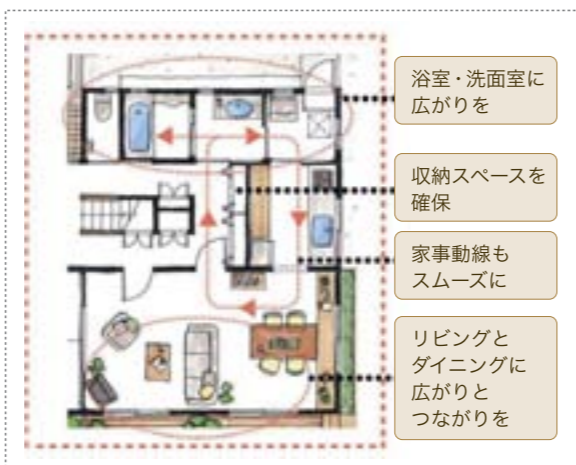 浴室・洗面室に
広がりを
収納スペースを
確保
家事動線も
スムーズに
リビングと
ダイニングに
広がりと
つながりを